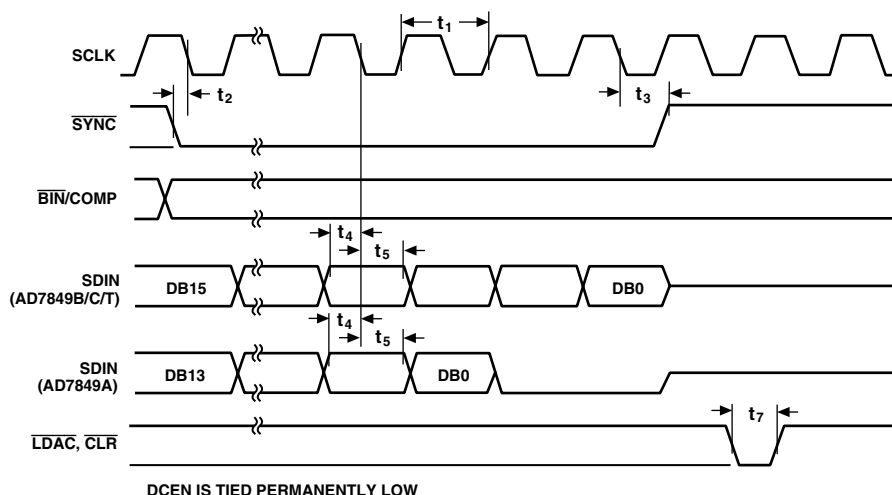 t1
SCLK
t2
t3
SYNC
BIN/COMP
t4
t5
SDIN
(AD7849B/C/T)
DB15
DB0
t4
t5
SDIN
(AD7849A)
DB13
DB0
t7
LDAC, CLR
DCEN IS TIED PERMANENTLY LOW